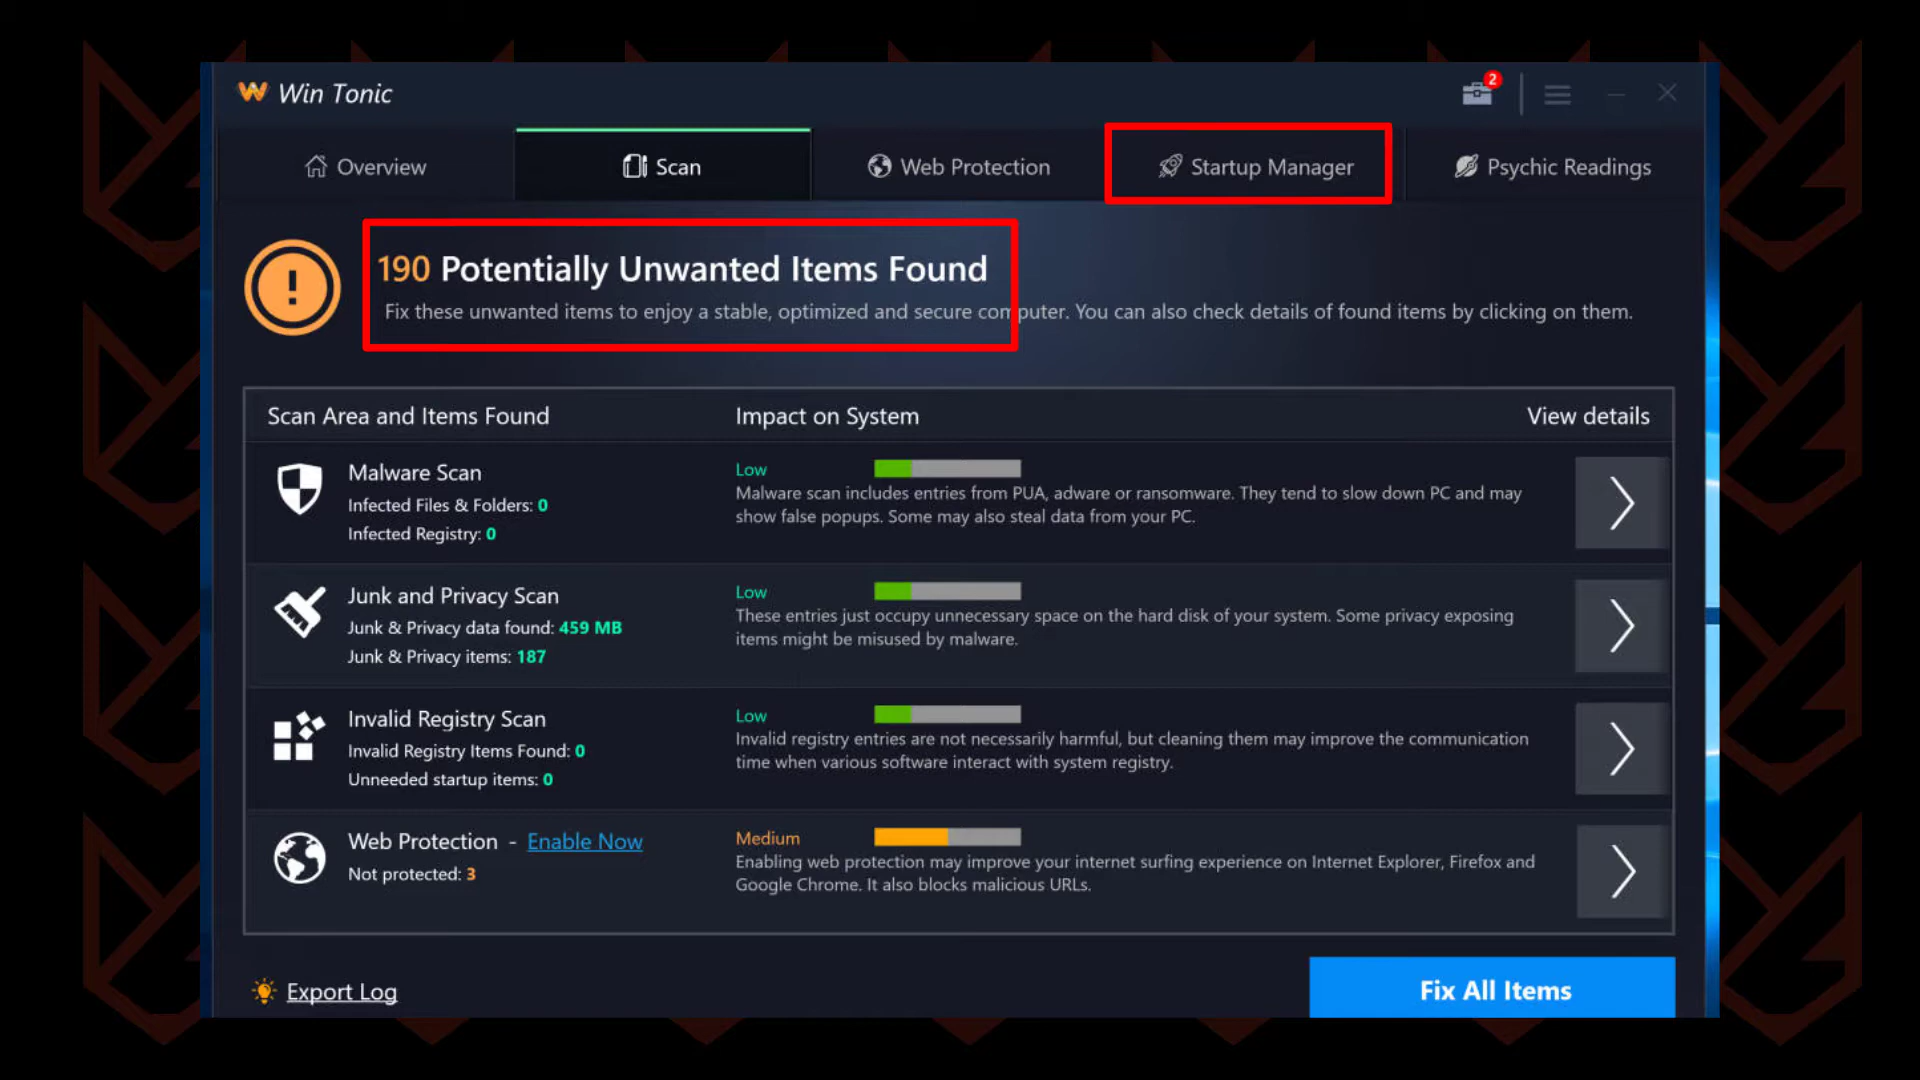 Win Tonic
2
Overview
Scan
Web Protection
Startup Manager
Psychic Readings
190 Potentially Unwanted Items Found
Fix these unwanted items to enjoy a stable, optimized and secure computer. You can also check details of found items by clicking on them.
Scan Area and Items Found
Impact on System
View details
Malware Scan
Infected Files & Folders: 0
Infected Registry: 0
Low
Malware scan includes entries from PUA, adware or ransomware. They tend to slow down PC and may
show false popups. Some may also steal data from your PC.
Junk and Privacy Scan
Junk & Privacy data found: 459 MB
Junk & Privacy items: 187
Low
These entries just occupy unnecessary space on the hard disk of your system. Some privacy exposing
items might be misused by malware.
Invalid Registry Scan
Invalid Registry Items Found: 0
Unneeded startup items: 0
Low
Invalid registry entries are not necessarily harmful, but cleaning them may improve the communication
time when various software interact with system registry.
Web Protection - Enable Now
Not protected: 3
Medium
Enabling web protection may improve your internet surfing experience on Internet Explorer, Firefox and
Google Chrome. It also blocks malicious URLs.
Export Log
Fix All Items